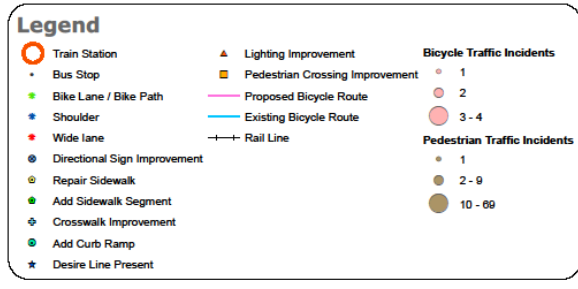 Legend
Train Station
Bus Stop
Bike Lane / Bike Path
Shoulder
Wide lane
Directional Sign Improvement
Repair Sidewalk
Add Sidewalk Segment
Crosswalk Improvement
Add Curb Ramp
Desire Line Present
Lighting Improvement
Pedestrian Crossing Improvement
Proposed Bicycle Route
Existing Bicycle Route
Rail Line
Bicycle Traffic Incidents
1
2
3 - 4
Pedestrian Traffic Incidents
1
2 - 9
10 - 69